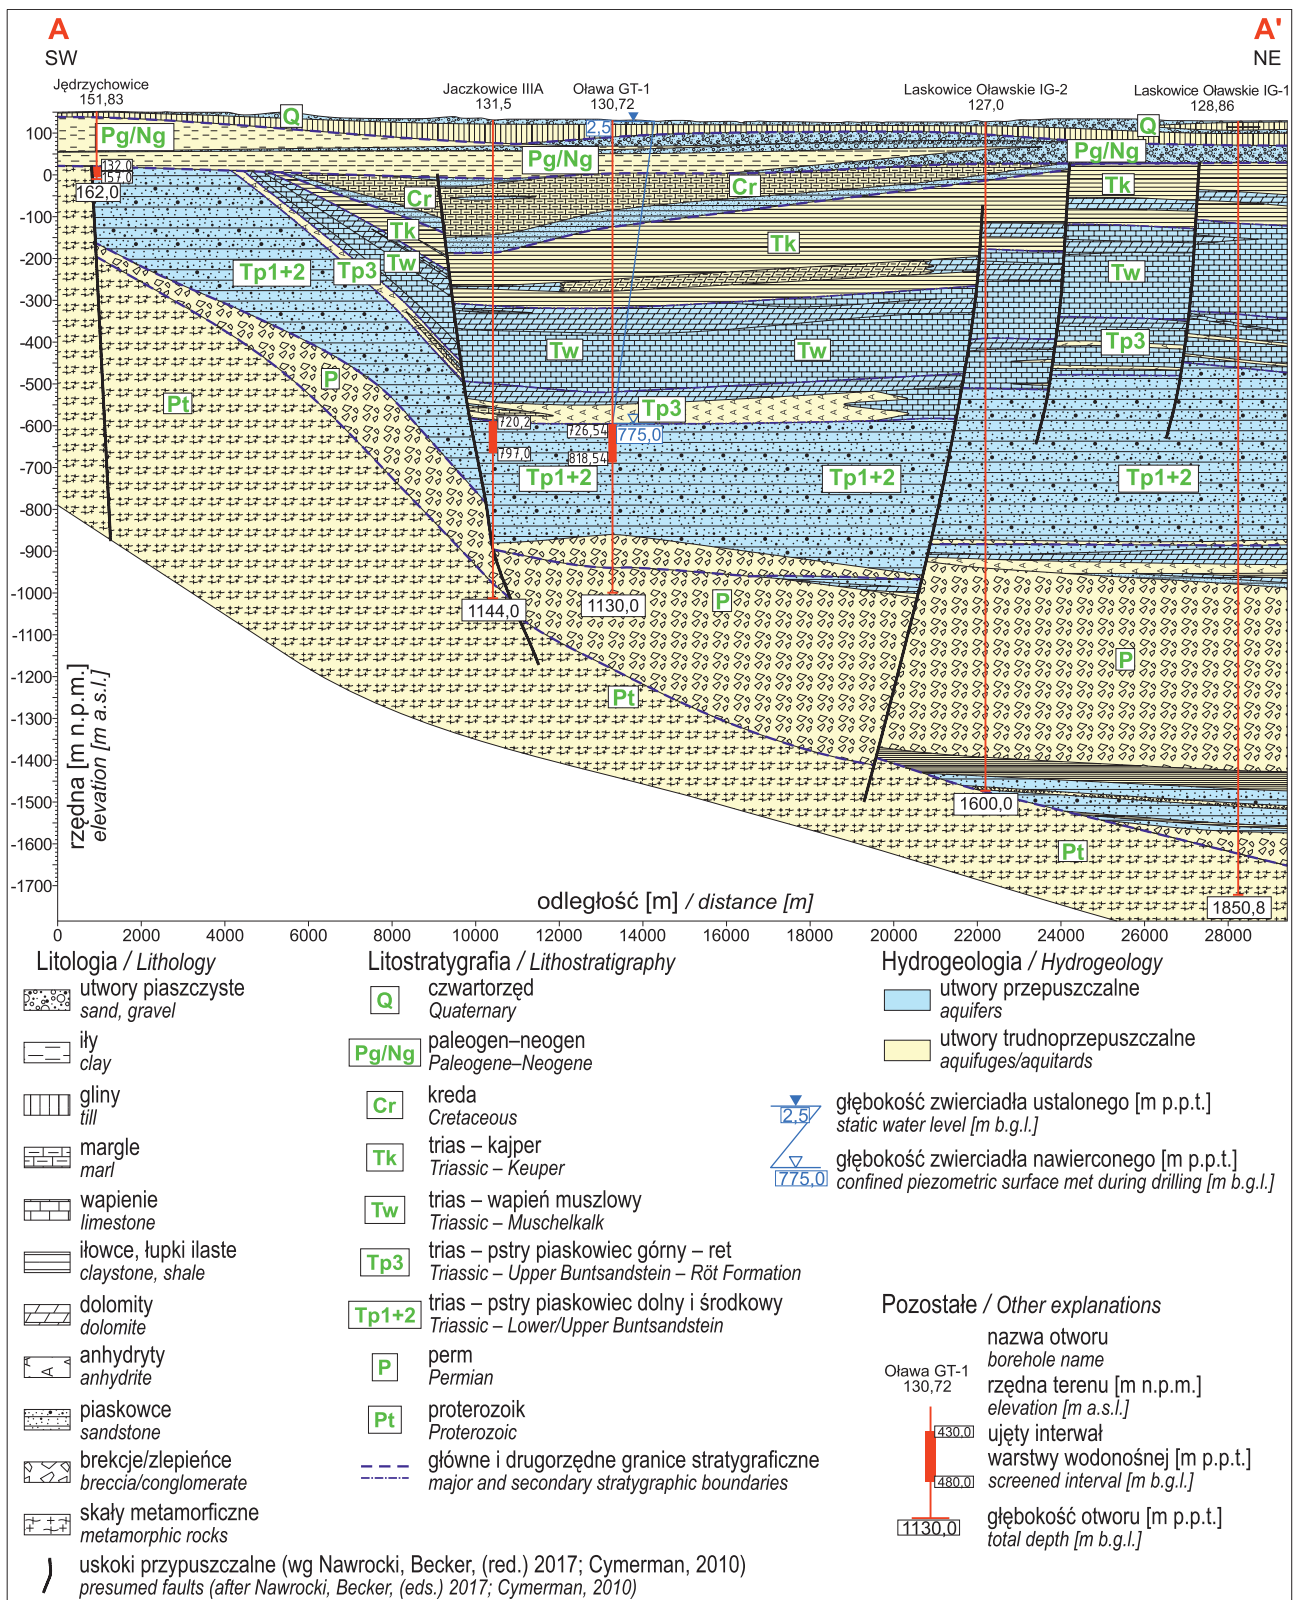 A
SW
A'
NE
Jędrzychowice
151,83
Jaczkowice IIIA
131,5
Oława GT-1
130,72
Laskowice Oławskie IG-2
127,0
Laskowice Oławskie IG-1
128,86
Q
2,5
Q
Pg/Ng
Pg/Ng
Pg/Ng
132,0
157,0
162,0
Cr
Cr
Tk
Tk
Tk
Tw
Tp1+2
Tp3
Tw
Tw
Tw
Tp3
P
Pt
Tp3
720,2
797,0
726,54
818,54
775,0
Tp1+2
Tp1+2
Tp1+2
1144,0
1130,0
P
P
Pt
1600,0
Pt
1850,8
100
0
-100
-200
-300
-400
-500
-600
-700
-800
-900
-1000
-1100
-1200
-1300
-1400
-1500
-1600
-1700
rzędna [m n.p.m.]
elevation [m a.s.l.]
odległość [m] / distance [m]
0 2000 4000 6000 8000 10000 12000 14000 16000 18000 20000 22000 24000 26000 28000
Litologia / Lithology
utwory piaszczyste
sand, gravel
iły
clay
gliny
till
margle
marl
wapienie
limestone
iłowce, łupki ilaste
claystone, shale
dolomity
dolomite
anhydryty
anhydrite
piaskowce
sandstone
brekcje/zlepieńce
breccia/conglomerate
skały metamorficzne
metamorphic rocks
uskoki przypuszczalne (wg Nawrocki, Becker, (red.) 2017; Cymerman, 2010)
presumed faults (after Nawrocki, Becker, (eds.) 2017; Cymerman, 2010)
Litostratygrafia / Lithostratigraphy
Q czwartorzęd
Quaternary
Pg/Ng paleogen–neogen
Paleogene–Neogene
Cr kreda
Cretaceous
Tk trias – kajper
Triassic – Keuper
Tw trias – wapień muszlowy
Triassic – Muschelkalk
Tp3 trias – pstry piaskowiec górny – ret
Triassic – Upper Buntsandstein – Röt Formation
Tp1+2 trias – pstry piaskowiec dolny i środkowy
Triassic – Lower/Upper Buntsandstein
P perm
Permian
Pt proterozoik
Proterozoic
główne i drugorzędne granice stratygraficzne
major and secondary stratygraphic boundaries
Hydrogeologia / Hydrogeology
utwory przepuszczalne
aquifers
utwory trudnoprzepuszczalne
aquifuges/aquitards
2,5 głębokość zwierciadła ustalonego [m p.p.t.]
static water level [m b.g.l.]
775,0 głębokość zwierciadła nawierconego [m p.p.t.]
confined piezometric surface met during drilling [m b.g.l.]
Pozostałe / Other explanations
nazwa otworu
borehole name
Oława GT-1
130,72
rzędna terenu [m n.p.m.]
elevation [m a.s.l.]
430,0
480,0
ujęty interwał
warstwy wodonośnej [m p.p.t.]
screened interval [m b.g.l.]
1130,0
głębokość otworu [m p.p.t.]
total depth [m b.g.l.]